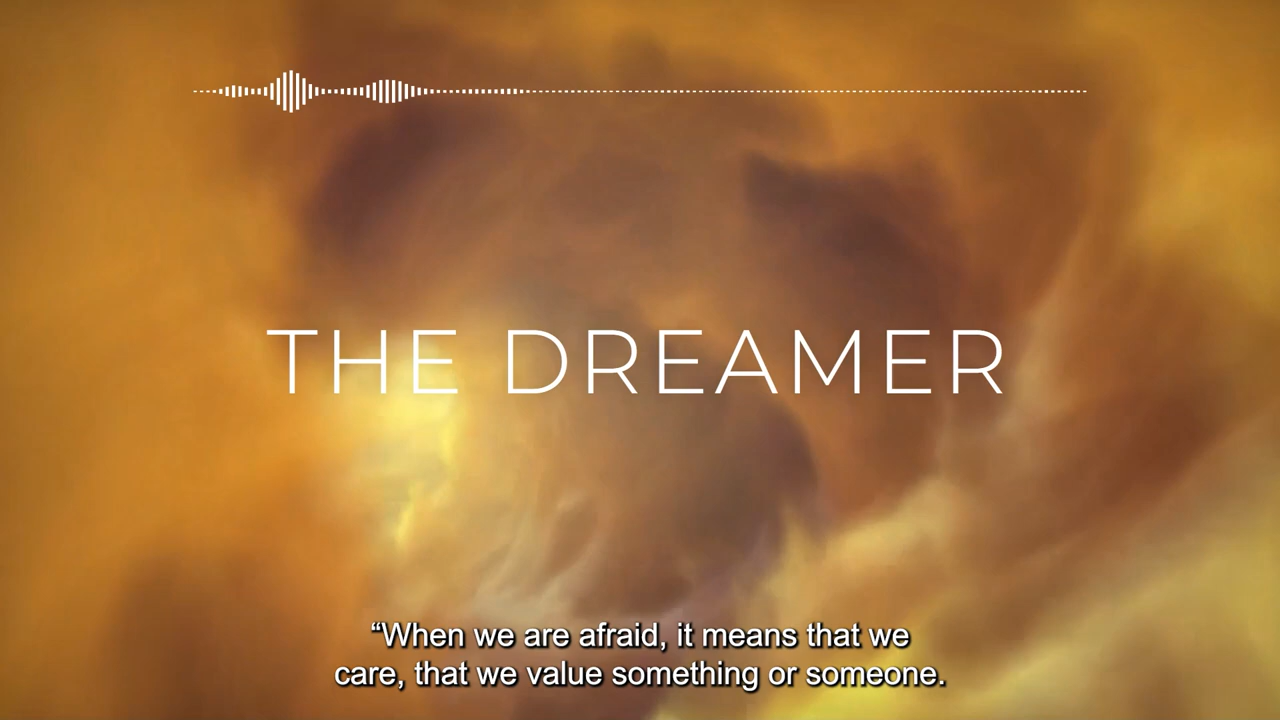 THE DREAMER
“When we are afraid, it means that we
care, that we value something or someone.